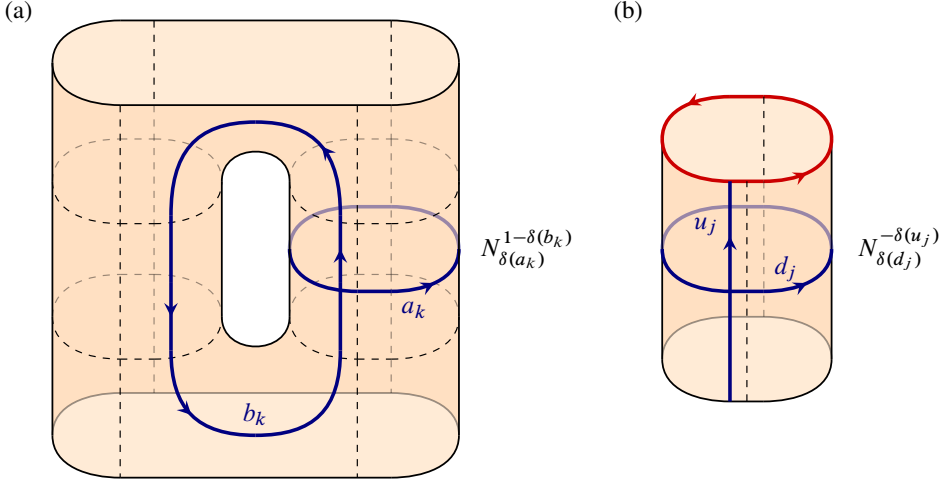 (a)
(b)
u_j
N^{1-δ(b_k)}_{δ(a_k)}
N^{-δ(u_j)}_{δ(d_j)}
d_j
a_k
b_k